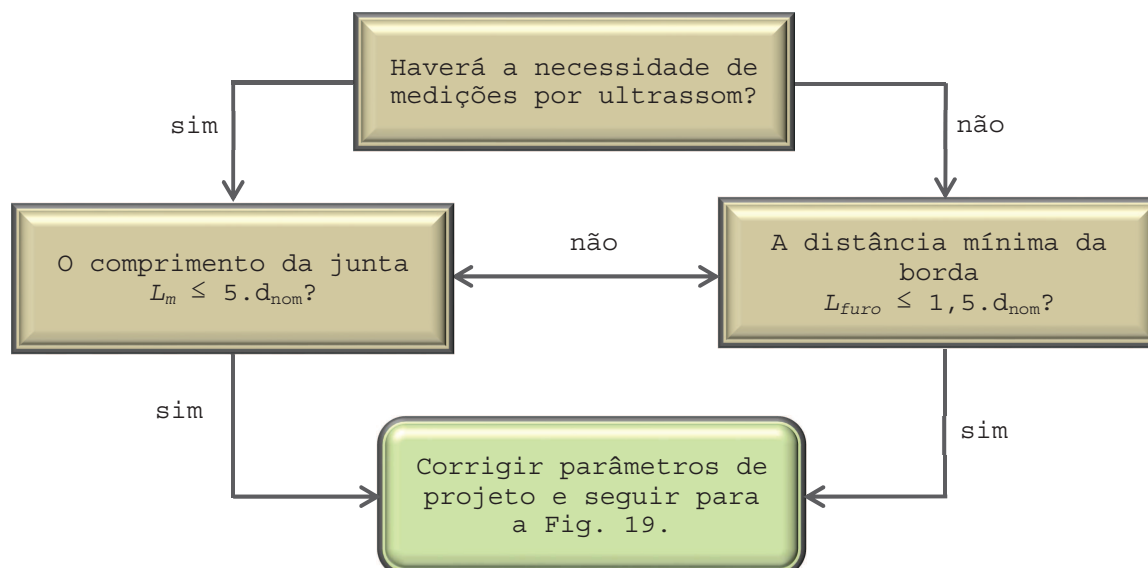 Haverá a necessidade de
medições por ultrassom?
sim
não
O comprimento da junta
Lm ≤ 5.dnom?
não
A distância mínima da
borda
Lfuro ≤ 1,5.dnom?
sim
sim
Corrigir parâmetros de
projeto e seguir para
a Fig. 19.